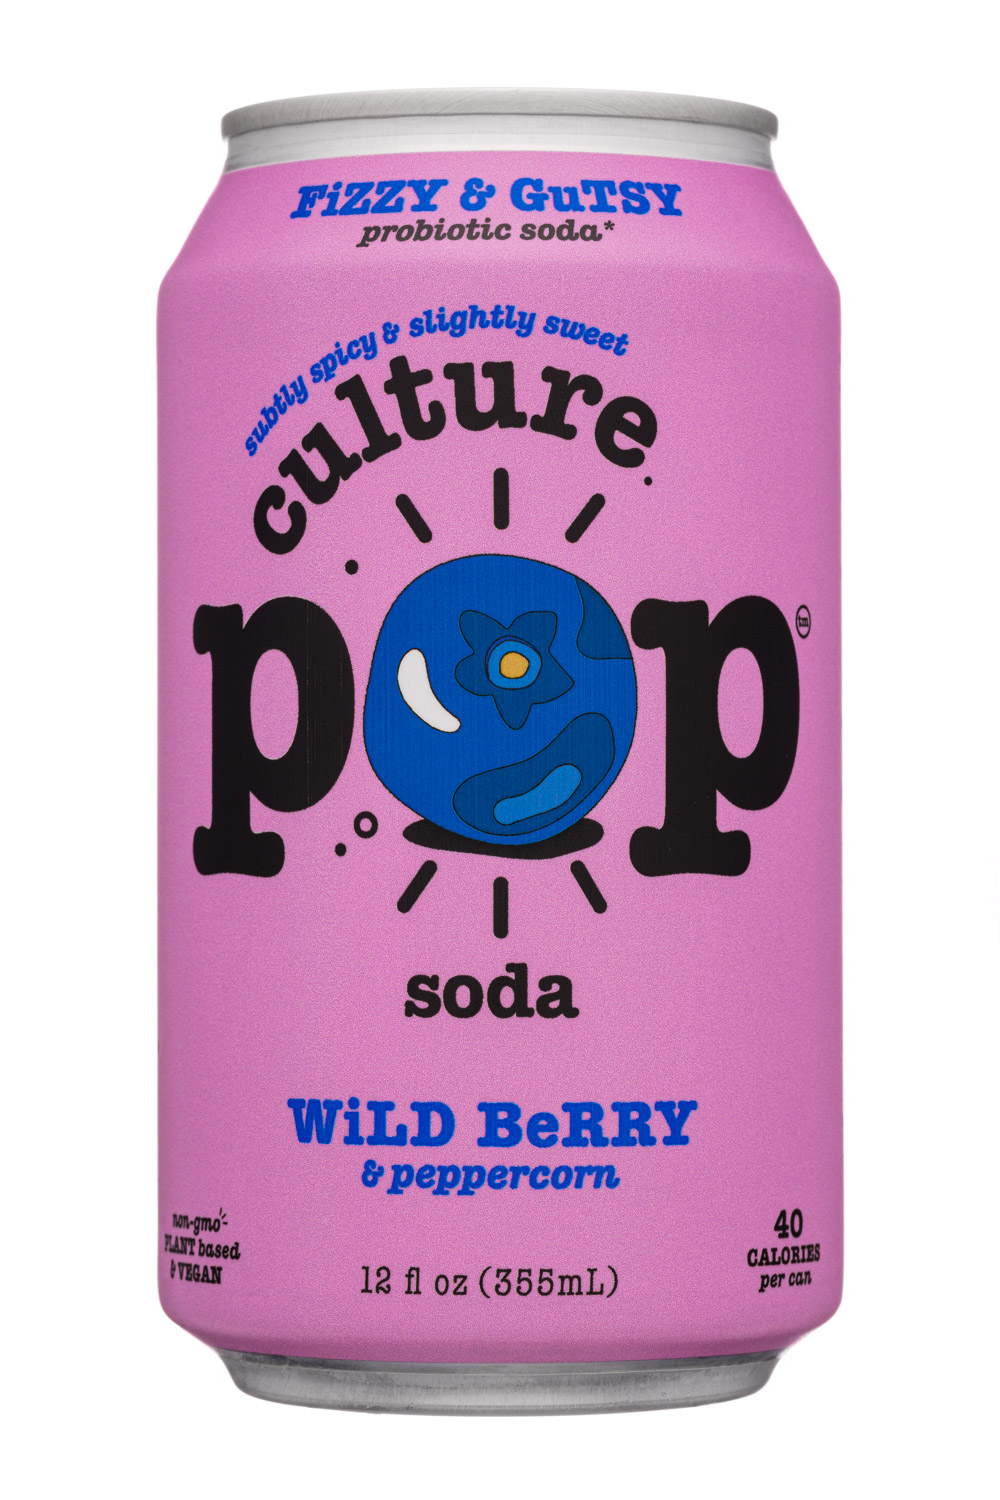 FiZZY & GuTSY
probiotic soda*
subtly spicy & slightly sweet
culture
pop
tm
soda
WiLD BeRRY
& peppercorn
non-gmo
PLANT based
& VEGAN
12 fl oz (355mL)
40
CALORIES
per can